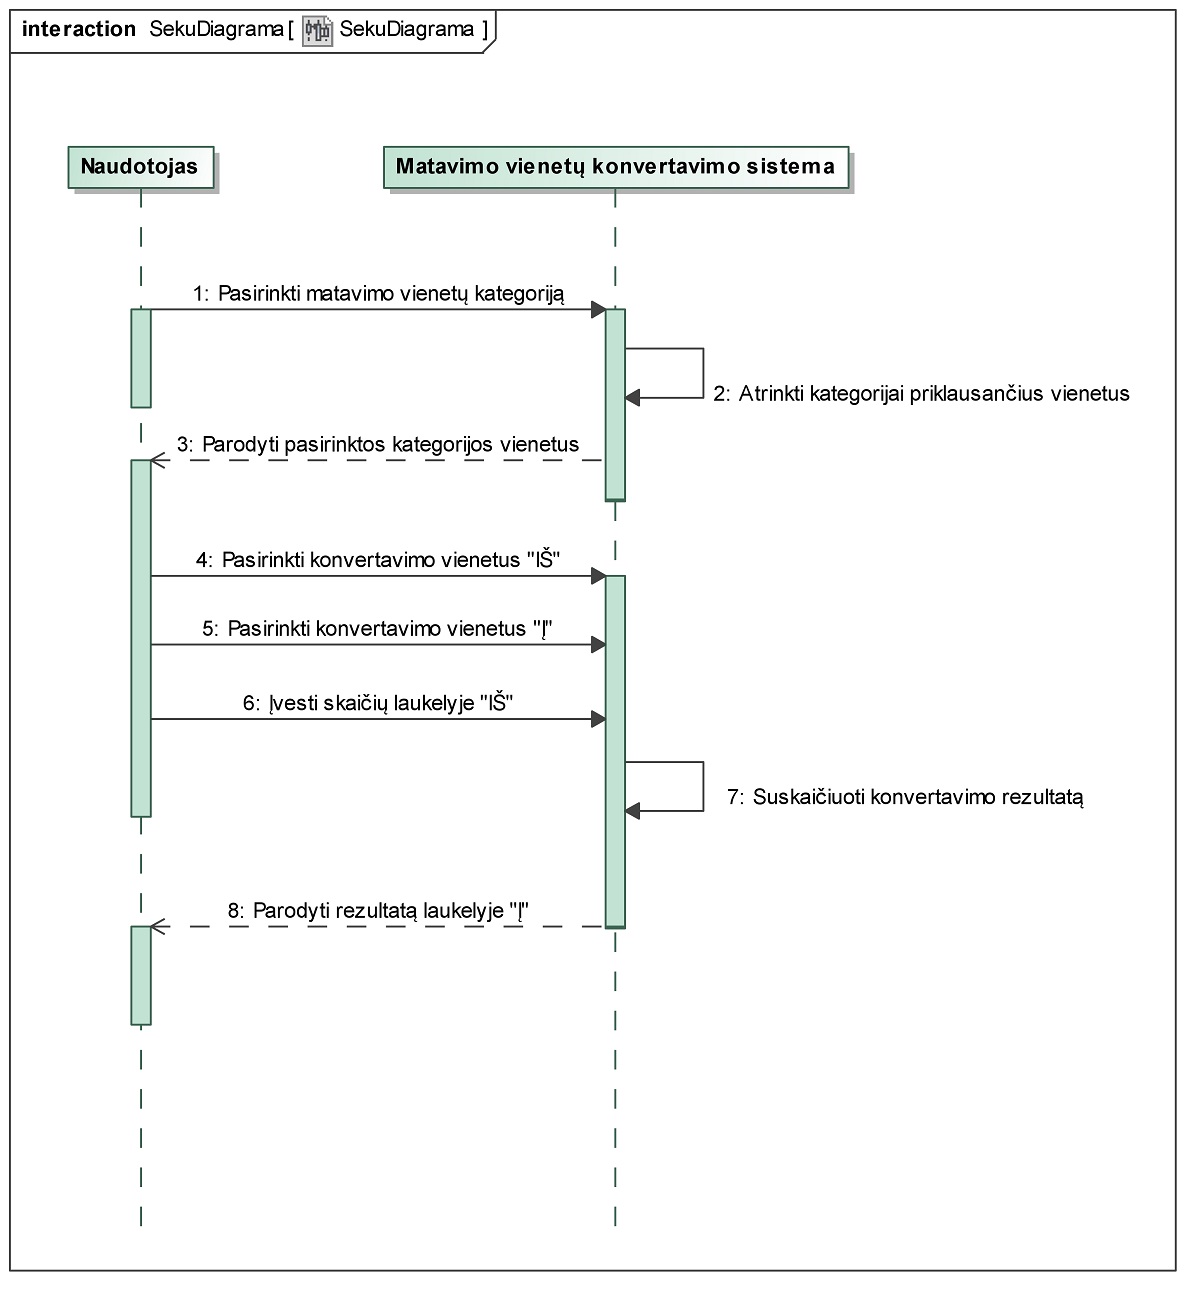 interaction SekuDiagrama[ SekuDiagrama ]
Naudotojas
Matavimo vienetų konvertavimo sistema
1: Pasirinkti matavimo vienetų kategoriją
2: Atrinkti kategorijai priklausančius vienetus
3: Parodyti pasirinktos kategorijos vienetus
4: Pasirinkti konvertavimo vienetus "IŠ"
5: Pasirinkti konvertavimo vienetus "Į"
6: Įvesti skaičių laukelyje "IŠ"
7: Suskaičiuoti konvertavimo rezultatą
8: Parodyti rezultatą laukelyje "Į"